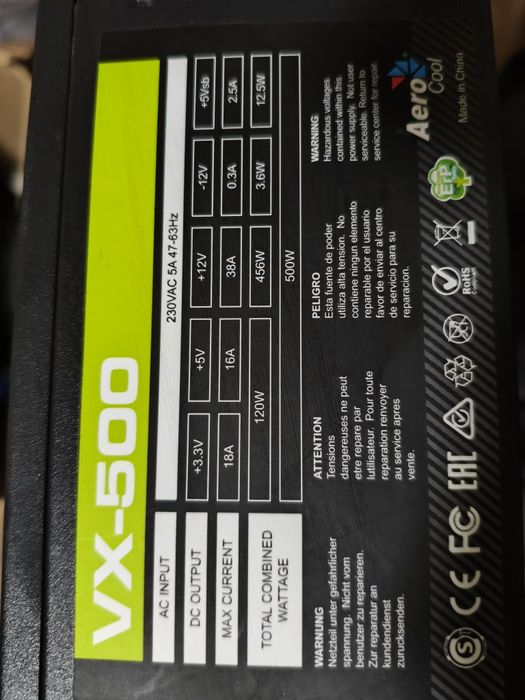 VX-500
AC INPUT 230VAC 5A 47-63Hz
DC OUTPUT +3.3V +5V +12V -12V +5Vsb
MAX CURRENT 18A 16A 38A 0.3A 2.5A
TOTAL COMBINED WATTAGE 120W 456W 3.6W 12.5W
500W
WARNUNG
Netzteil unter gefahrlicher
spannung. Nicht vom
benutzer zu reparieren.
Zur reparatur an
kundendienst
zurucksenden.
ATTENTION
Tensions
dangereuses ne peut
etre repare par
lutilisateur. Pour toute
reparation renvoyer
au service apres
vente.
PELIGRO
Esta fuente de poder
utiliza alta tension. No
contiene ningun elemento
reparable por el usuario
favor de enviar al centro
de servicio para su
reparacion.
WARNING
Hazardous voltages
contained within this
power supply. Not user
serviceable. Return to
service center for repair.
S CE FC EAC RoHS
Compliant
ErP
Aero
Cool
Made in China